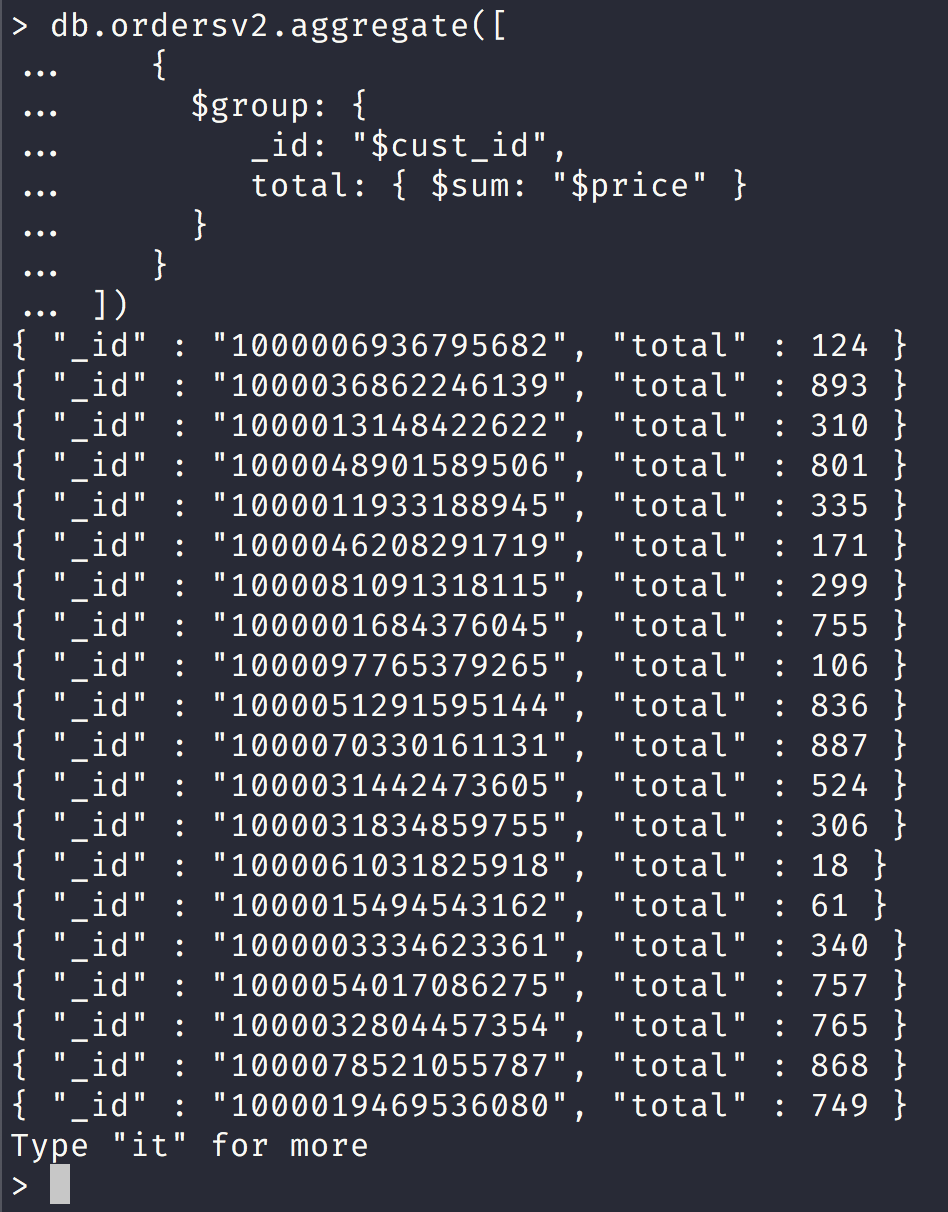 > db.ordersv2.aggregate([
...     {
...       $group: {
...          _id: "$cust_id",
...          total: { $sum: "$price" }
...       }
...     }
... ])
{ "_id" : "1000006936795682", "total" : 124 }
{ "_id" : "1000036862246139", "total" : 893 }
{ "_id" : "1000013148422622", "total" : 310 }
{ "_id" : "1000048901589506", "total" : 801 }
{ "_id" : "1000011933188945", "total" : 335 }
{ "_id" : "1000046208291719", "total" : 171 }
{ "_id" : "1000081091318115", "total" : 299 }
{ "_id" : "1000001684376045", "total" : 755 }
{ "_id" : "1000097765379265", "total" : 106 }
{ "_id" : "1000051291595144", "total" : 836 }
{ "_id" : "1000070330161131", "total" : 887 }
{ "_id" : "1000031442473605", "total" : 524 }
{ "_id" : "1000031834859755", "total" : 306 }
{ "_id" : "1000061031825918", "total" : 18 }
{ "_id" : "1000015494543162", "total" : 61 }
{ "_id" : "1000003334623361", "total" : 340 }
{ "_id" : "1000054017086275", "total" : 757 }
{ "_id" : "1000032804457354", "total" : 765 }
{ "_id" : "1000078521055787", "total" : 868 }
{ "_id" : "1000019469536080", "total" : 749 }
Type "it" for more
>